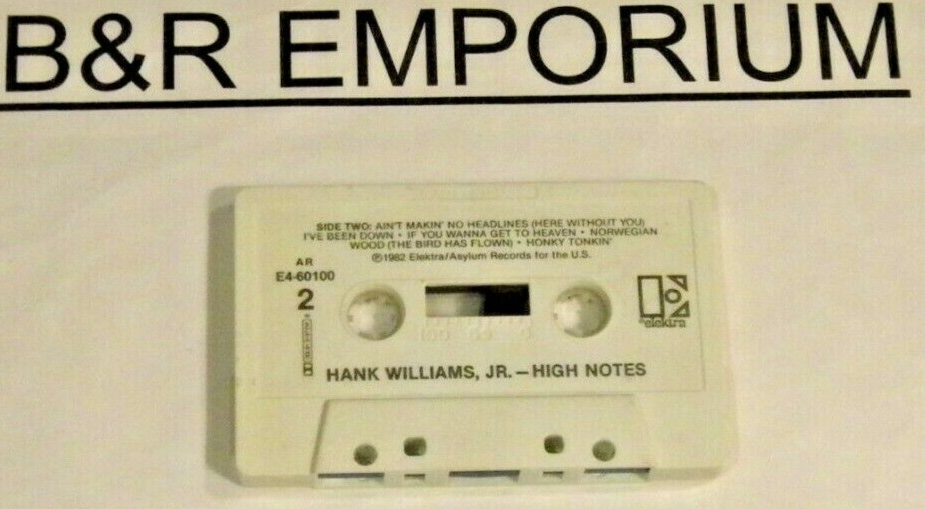 B&R EMPORIUM
SIDE TWO: AIN'T MAKIN' NO HEADLINES (HERE WITHOUT YOU)
I'VE BEEN DOWN • IF YOU WANNA GET TO HEAVEN • NORWEGIAN
WOOD (THE BIRD HAS FLOWN) • HONKY TONKIN'
℗1982 Elektra/Asylum Records for the U.S.
AR
E4-60100
2
elektra
HANK WILLIAMS, JR. – HIGH NOTES